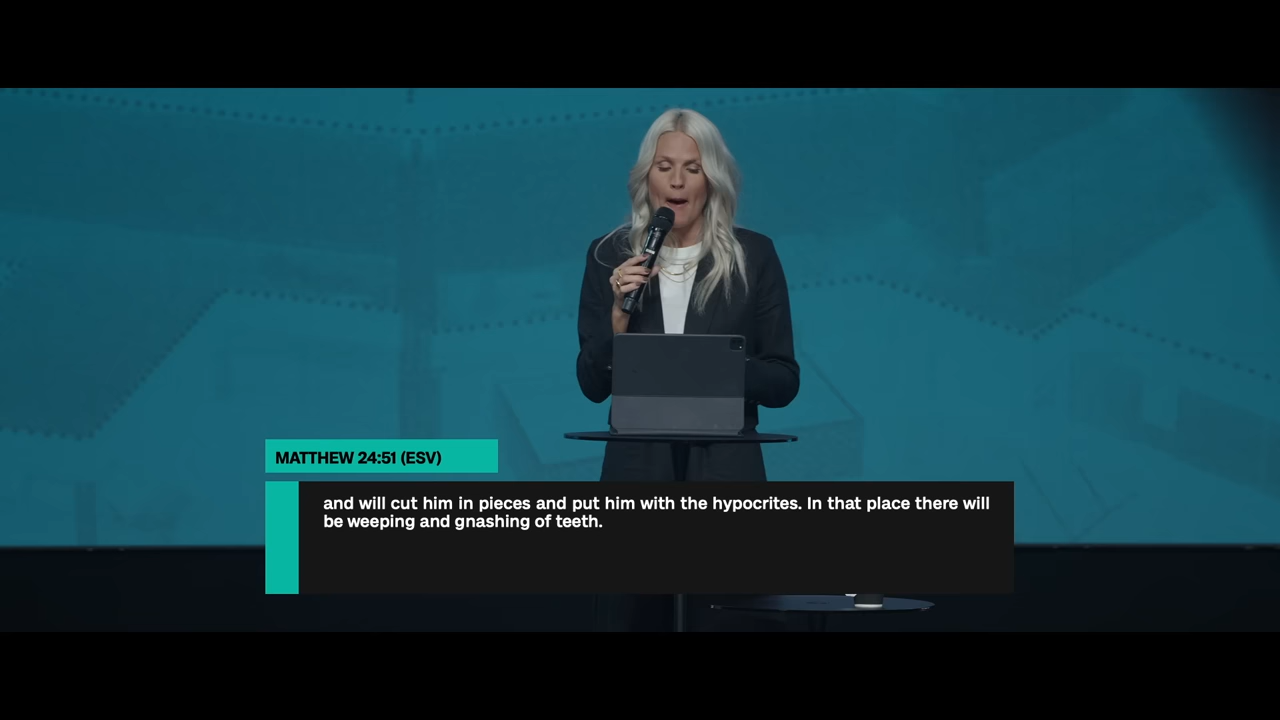 MATTHEW 24:51 (ESV)
and will cut him in pieces and put him with the hypocrites. In that place there will
be weeping and gnashing of teeth.